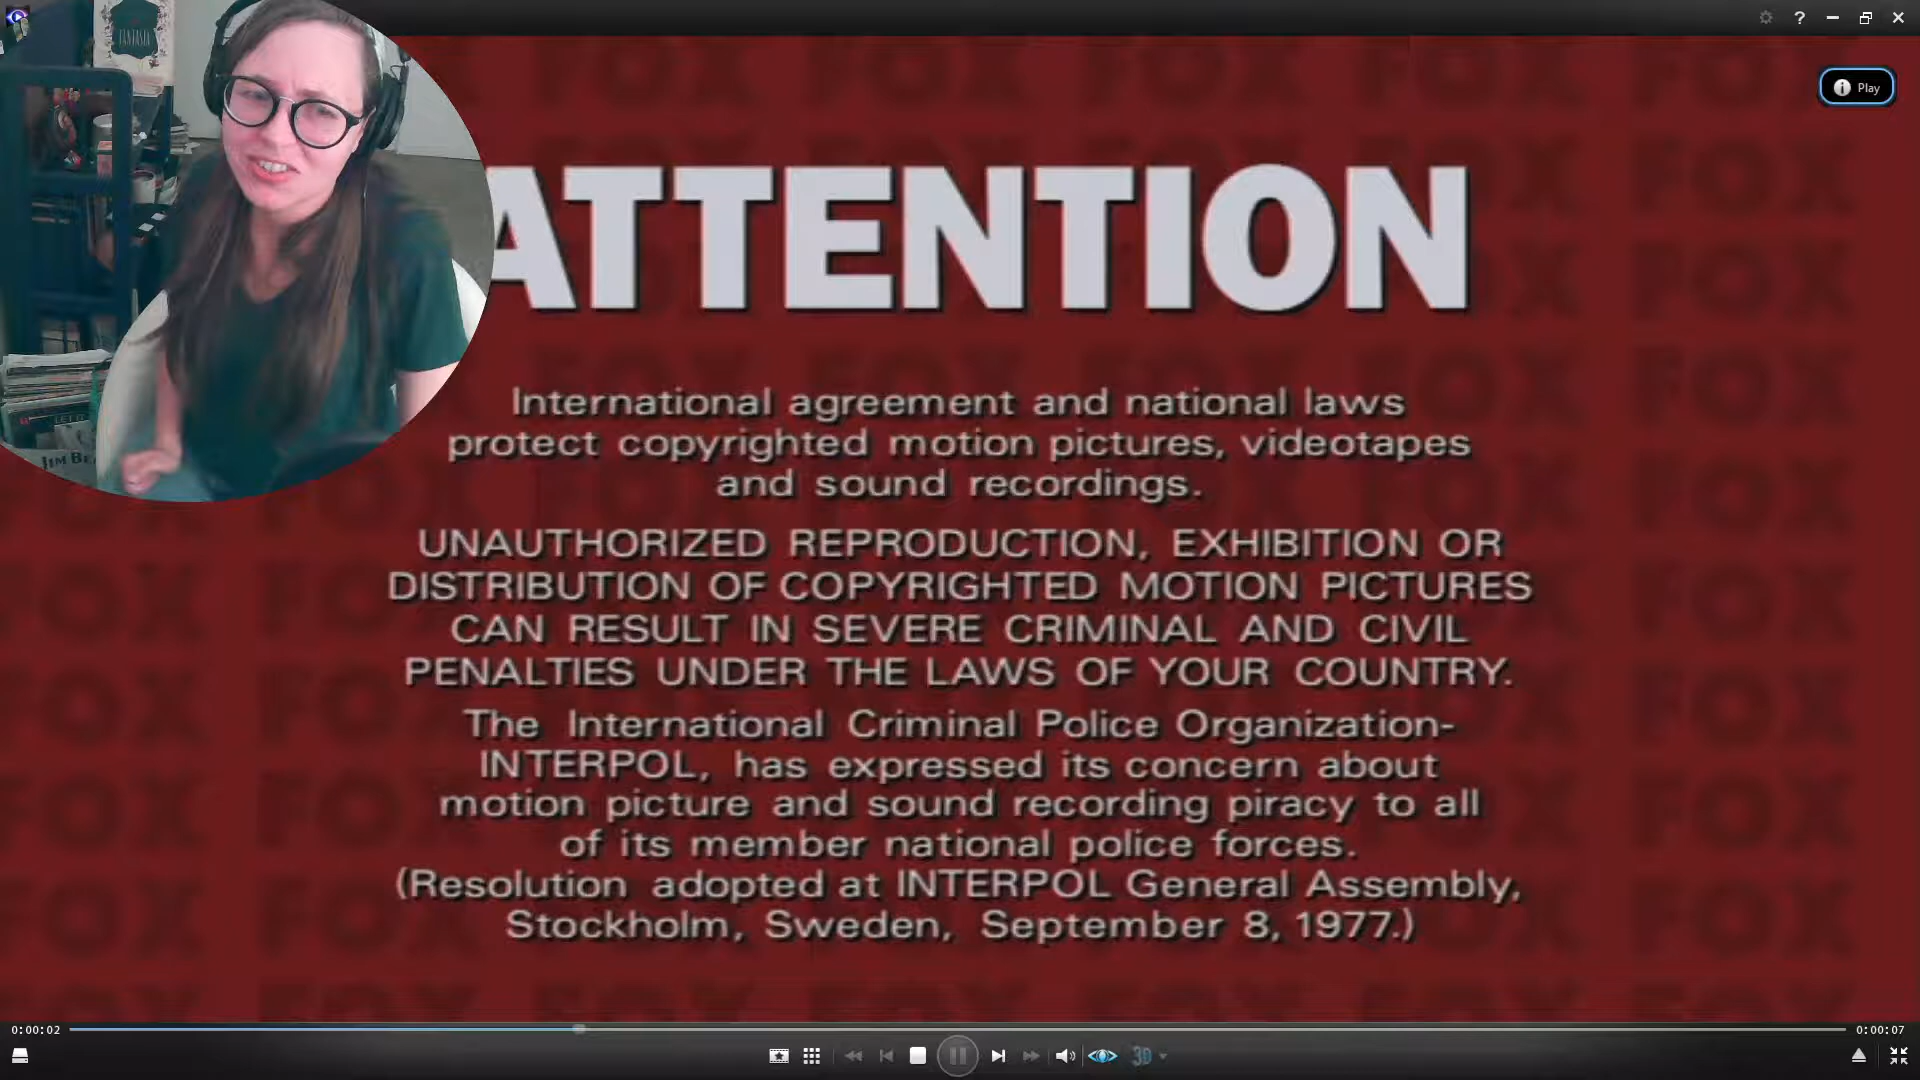 FANTASIA
Play
ATTENTION
International agreement and national laws
protect copyrighted motion pictures, videotapes
and sound recordings.
UNAUTHORIZED REPRODUCTION, EXHIBITION OR
DISTRIBUTION OF COPYRIGHTED MOTION PICTURES
CAN RESULT IN SEVERE CRIMINAL AND CIVIL
PENALTIES UNDER THE LAWS OF YOUR COUNTRY.
The International Criminal Police Organization-
INTERPOL, has expressed its concern about
motion picture and sound recording piracy to all
of its member national police forces.
(Resolution adopted at INTERPOL General Assembly,
Stockholm, Sweden, September 8, 1977.)
FOX
JIM
0:00:02
0:00:07
3D